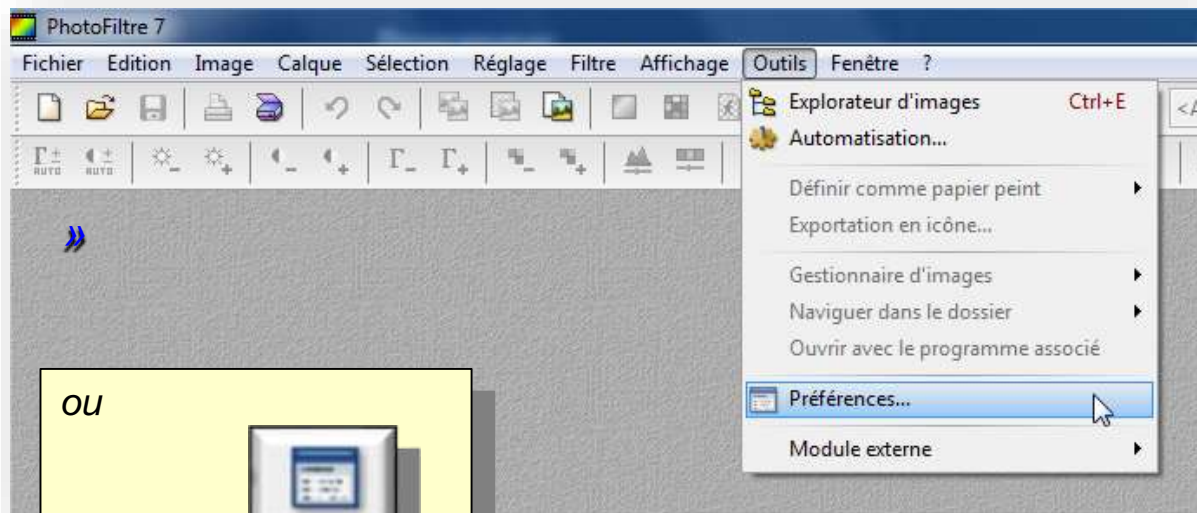 PhotoFiltre 7
Fichier Edition Image Calque Sélection Réglage Filtre Affichage Outils Fenêtre ?
Explorateur d'images Ctrl+E
Automatisation...
AUTO AUTO
Définir comme papier peint
Exportation en icône...
»
Gestionnaire d'images
Naviguer dans le dossier
Ouvrir avec le programme associé
ou
Préférences...
Module externe